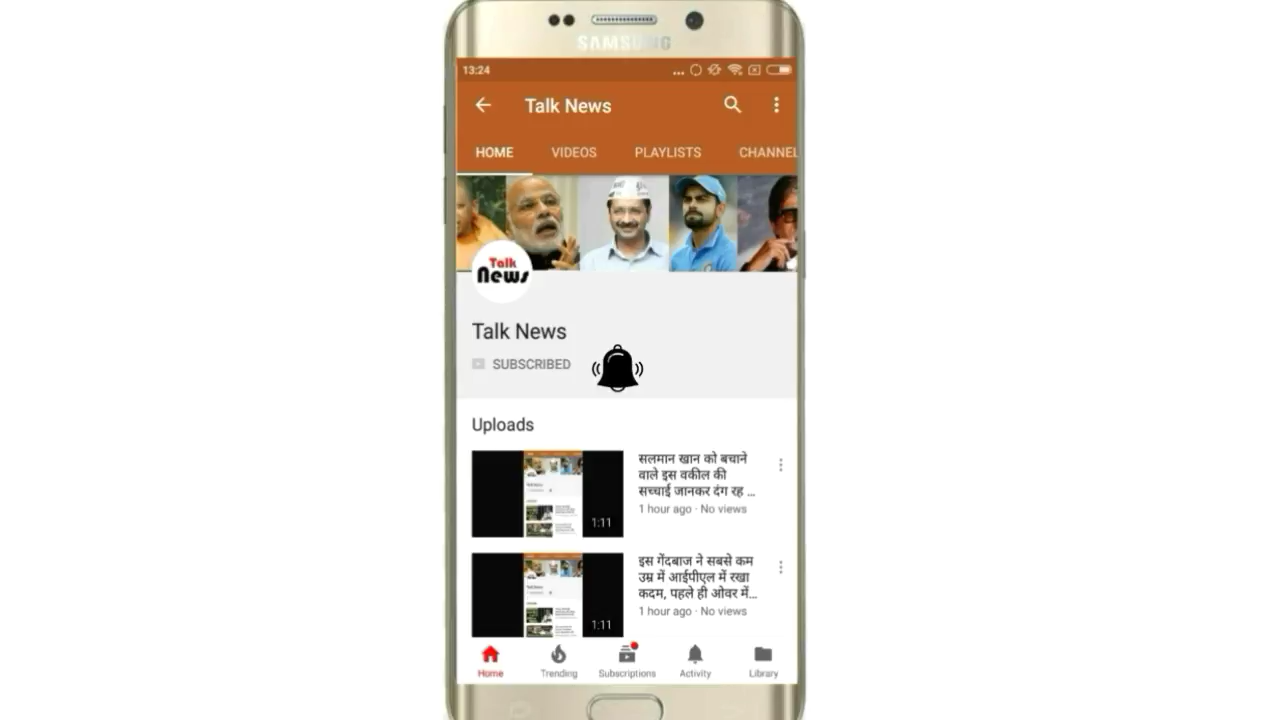 SAMSUNG
13:24
Talk News
HOME VIDEOS PLAYLISTS CHANNEL
Talk
News
Talk News
SUBSCRIBED
Uploads
सलमान खान को बचाने
वाले इस वकील की
सच्चाई जानकर दंग रह ...
1 hour ago · No views
1:11
इस गेंदबाज ने सबसे कम
उम्र में आईपीएल में रखा
कदम, पहले ही ओवर में...
1 hour ago · No views
1:11
Home Trending Subscriptions Activity Library